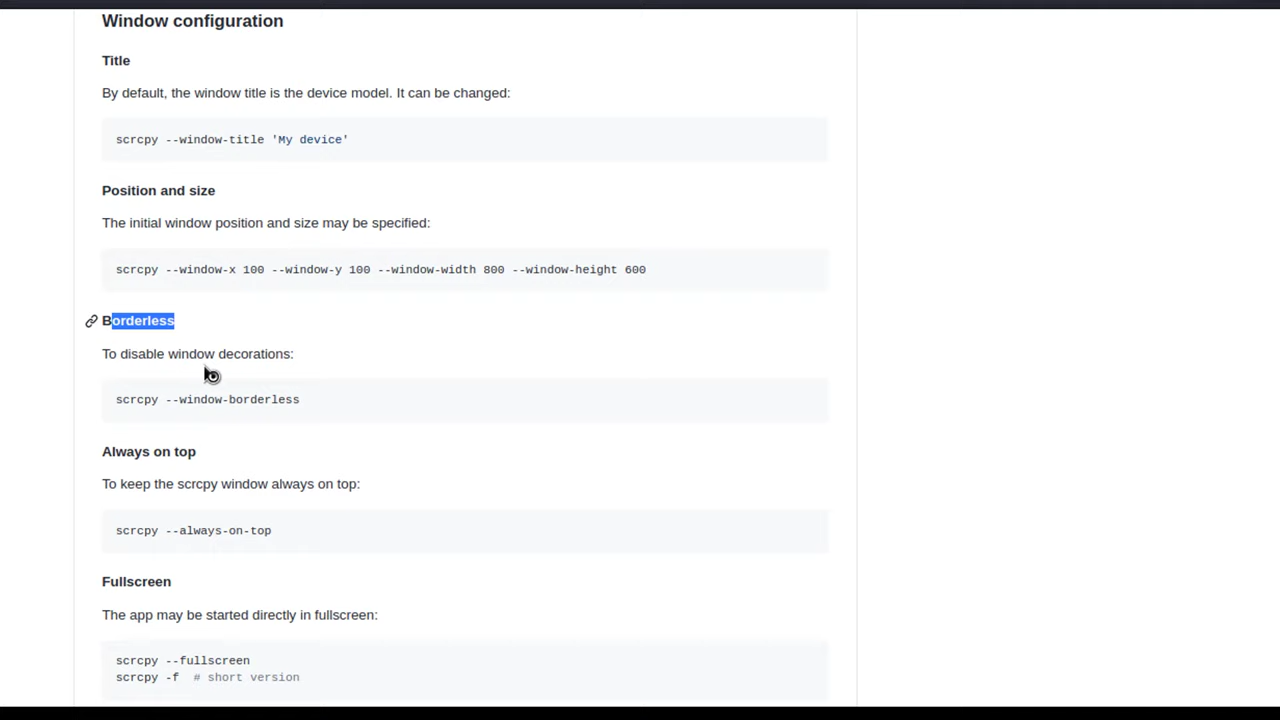 Window configuration
Title
By default, the window title is the device model. It can be changed:
scrcpy --window-title 'My device'
Position and size
The initial window position and size may be specified:
scrcpy --window-x 100 --window-y 100 --window-width 800 --window-height 600
Borderless
To disable window decorations:
scrcpy --window-borderless
Always on top
To keep the scrcpy window always on top:
scrcpy --always-on-top
Fullscreen
The app may be started directly in fullscreen:
scrcpy --fullscreen
scrcpy -f  # short version